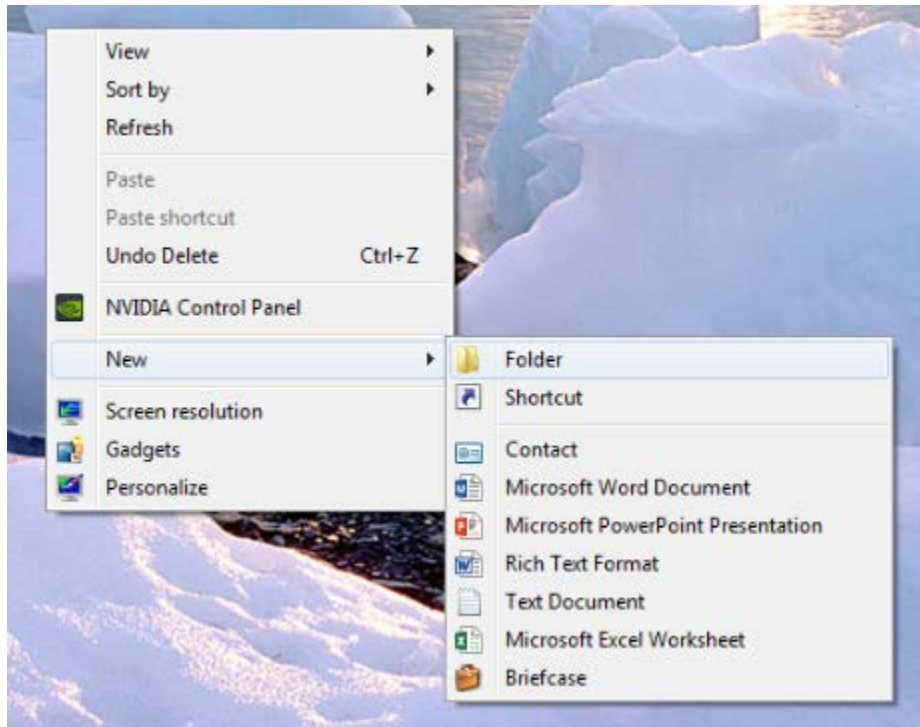 View
Sort by
Refresh
Paste
Paste shortcut
Undo Delete Ctrl+Z
NVIDIA Control Panel
New
Screen resolution
Gadgets
Personalize
Folder
Shortcut
Contact
Microsoft Word Document
Microsoft PowerPoint Presentation
Rich Text Format
Text Document
Microsoft Excel Worksheet
Briefcase